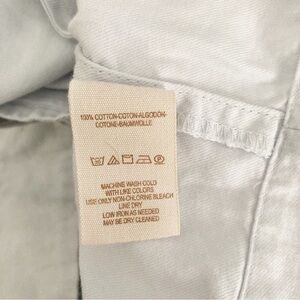 100% COTTON-COTON-ALGODON-
COTONE-BAUMWOLLE
MACHINE WASH COLD
WITH LIKE COLORS
USE ONLY NON-CHLORINE BLEACH
LINE DRY
LOW IRON AS NEEDED
MAY BE DRY CLEANED